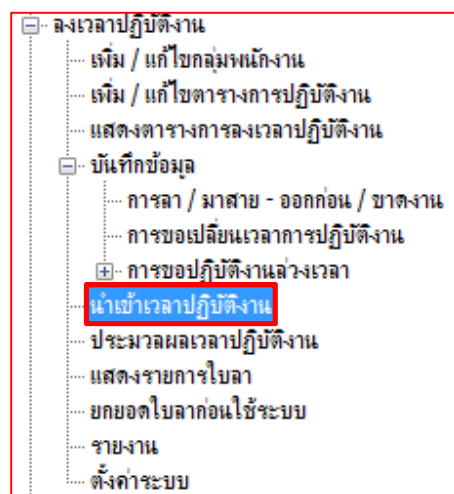 ลงเวลาปฏิบัติงาน
เพิ่ม / แก้ไขกลุ่มพนักงาน
เพิ่ม / แก้ไขตารางการปฏิบัติงาน
แสดงตารางการลงเวลาปฏิบัติงาน
บันทึกข้อมูล
การลา / มาสาย - ออกก่อน / ขาดงาน
การขอเปลี่ยนเวลาการปฏิบัติงาน
การขอปฏิบัติงานล่วงเวลา
นำเข้าเวลาปฏิบัติงาน
ประมวลผลเวลาปฏิบัติงาน
แสดงรายการใบลา
ยกยอดใบลาก่อนใช้ระบบ
รายงาน
ตั้งค่าระบบ